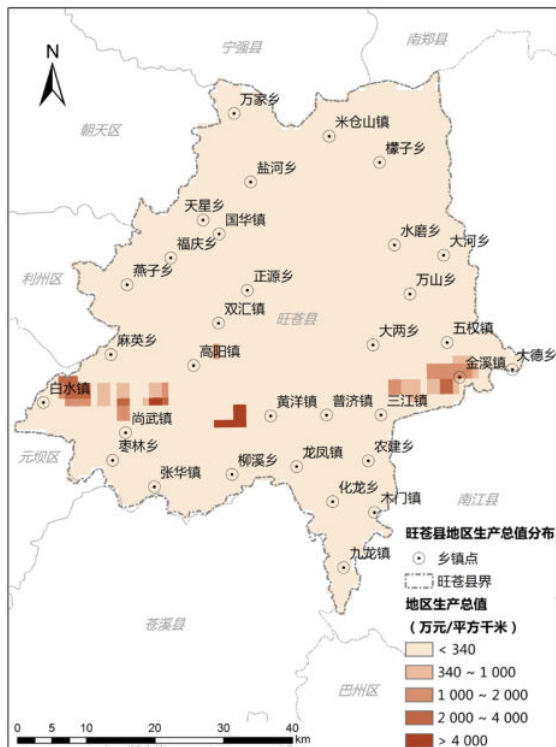 宁强县
南郑县
N
万家乡
米仓山镇
朝天区
檬子乡
盐河乡
天星乡
国华镇
水磨乡
大河乡
福庆乡
利州区
燕子乡
正源乡
万山乡
双汇镇
旺苍县
麻英乡
大两乡
五权镇
高阳镇
金溪镇
大德乡
白水镇
尚武镇
黄洋镇
普济镇
三江镇
元坝区
枣林乡
龙凤镇
农建乡
张华镇
柳溪乡
化龙乡
木门镇
南江县
九龙镇
苍溪县
巴州区
旺苍县地区生产总值分布
乡镇点
旺苍县界
地区生产总值
（万元/平方千米）
< 340
340 ~ 1 000
1 000 ~ 2 000
2 000 ~ 4 000
> 4 000
0 5 10 20 30 40
km